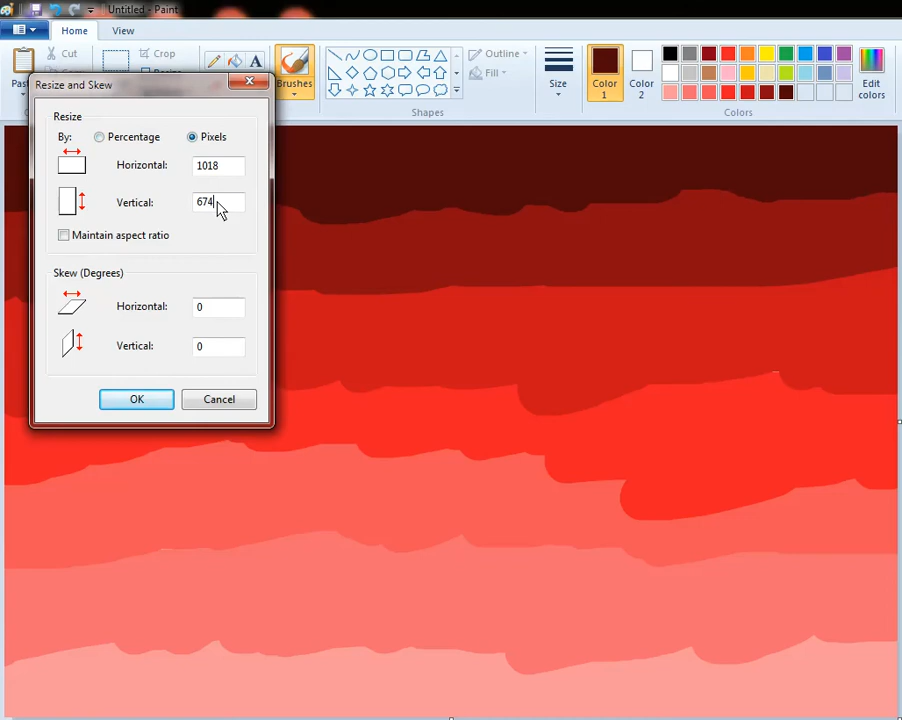 Untitled - Paint
Home
View
Cut
Crop
Outline
Fill
Brushes
Size
Color 1
Color 2
Edit colors
Shapes
Colors
Resize and Skew
Resize
By:
Percentage
Pixels
Horizontal:
1018
Vertical:
674
Maintain aspect ratio
Skew (Degrees)
Horizontal:
0
Vertical:
0
OK
Cancel